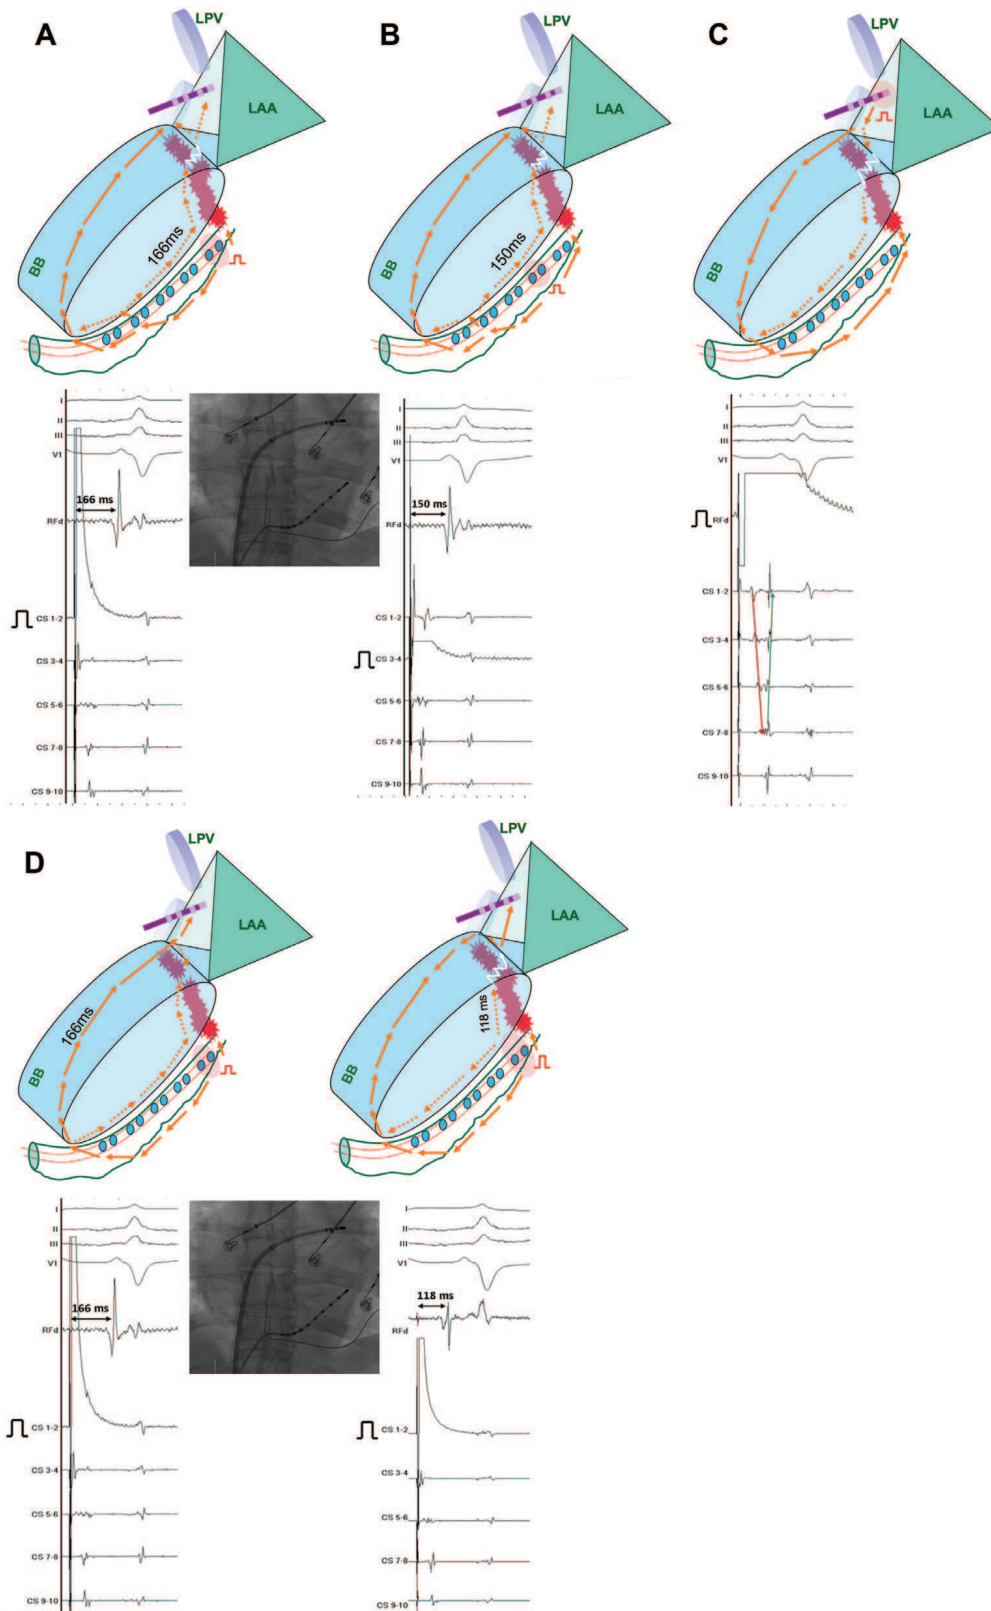 A
LPV
LAA
166ms
BB
I
II
III
V1
166 ms
RFd
CS 1-2
CS 3-4
CS 5-6
CS 7-8
CS 9-10
B
LPV
LAA
150ms
BB
I
II
III
V1
150 ms
RFd
CS 1-2
CS 3-4
CS 5-6
CS 7-8
CS 9-10
C
LPV
LAA
BB
I
II
III
V1
RFd
CS 1-2
CS 3-4
CS 5-6
CS 7-8
CS 9-10
D
LPV
LAA
166ms
BB
I
II
III
V1
166 ms
RFd
CS 1-2
CS 3-4
CS 5-6
CS 7-8
CS 9-10
LPV
LAA
118 ms
BB
I
II
III
V1
118 ms
RFd
CS 1-2
CS 3-4
CS 5-6
CS 7-8
CS 9-10